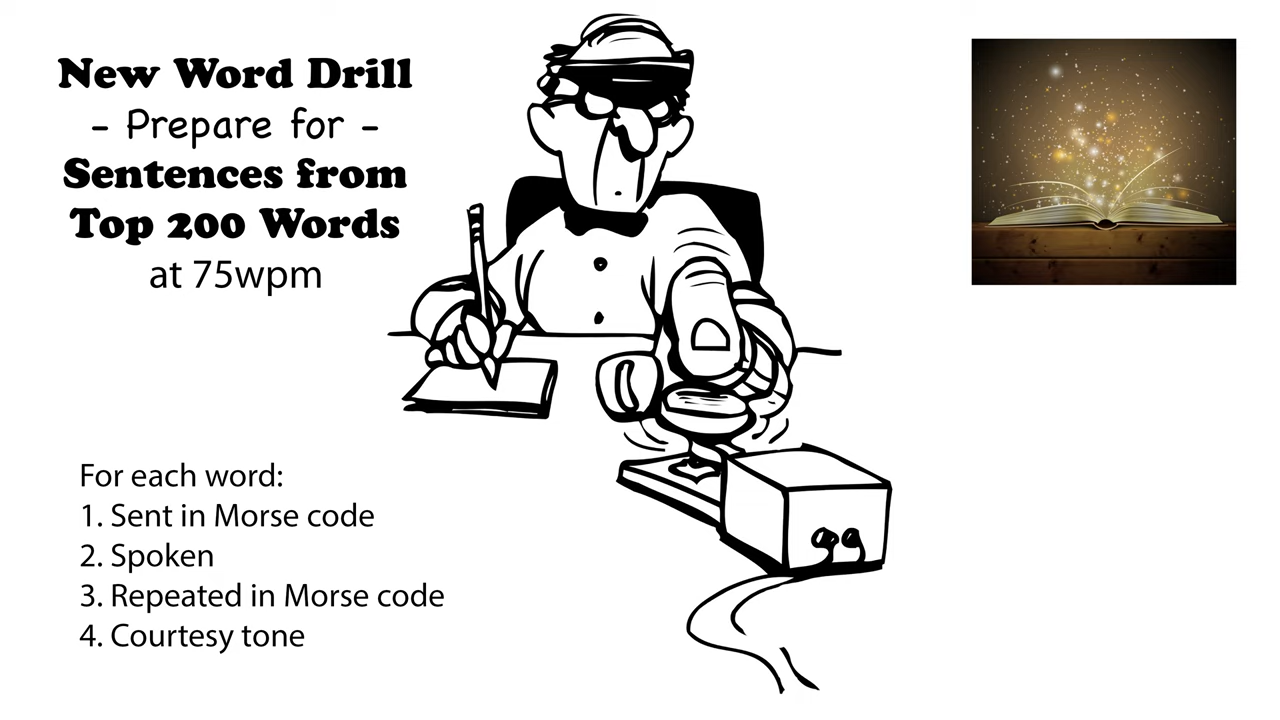 New Word Drill
- Prepare for -
Sentences from
Top 200 Words
at 75wpm
For each word:
1. Sent in Morse code
2. Spoken
3. Repeated in Morse code
4. Courtesy tone